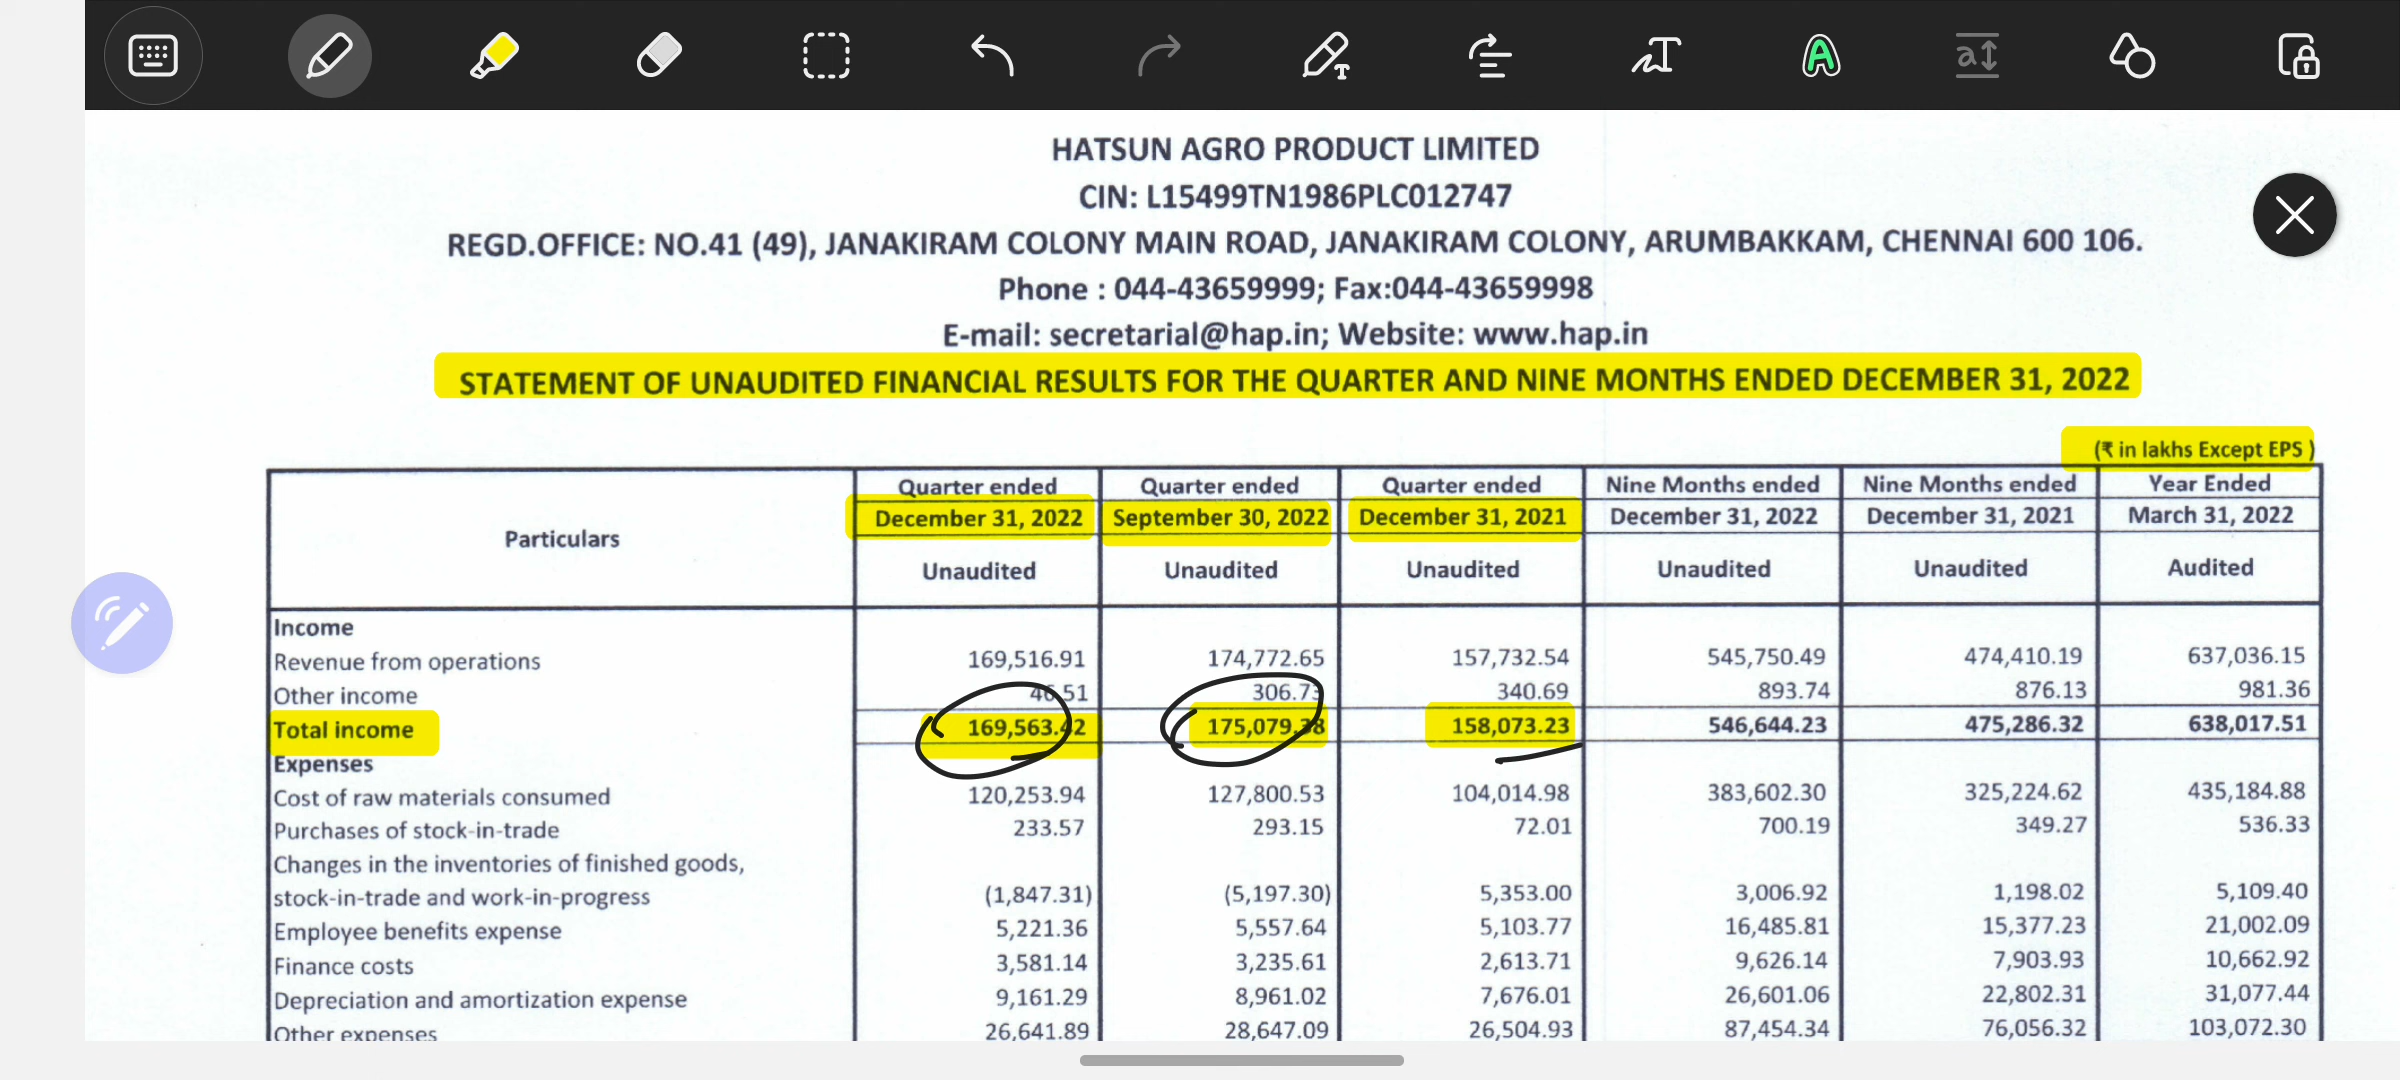 HATSUN AGRO PRODUCT LIMITED
CIN: L15499TN1986PLC012747
REGD.OFFICE: NO.41 (49), JANAKIRAM COLONY MAIN ROAD, JANAKIRAM COLONY, ARUMBAKKAM, CHENNAI 600 106.
Phone : 044-43659999; Fax:044-43659998
E-mail: secretarial@hap.in; Website: www.hap.in
STATEMENT OF UNAUDITED FINANCIAL RESULTS FOR THE QUARTER AND NINE MONTHS ENDED DECEMBER 31, 2022
(₹ in lakhs Except EPS )
Particulars
Quarter ended Quarter ended Quarter ended Nine Months ended Nine Months ended Year Ended
December 31, 2022 September 30, 2022 December 31, 2021 December 31, 2022 December 31, 2021 March 31, 2022
Unaudited Unaudited Unaudited Unaudited Unaudited Audited
Income
Revenue from operations 169,516.91 174,772.65 157,732.54 545,750.49 474,410.19 637,036.15
Other income 46.51 306.73 340.69 893.74 876.13 981.36
Total income 169,563.42 175,079.38 158,073.23 546,644.23 475,286.32 638,017.51
Expenses
Cost of raw materials consumed 120,253.94 127,800.53 104,014.98 383,602.30 325,224.62 435,184.88
Purchases of stock-in-trade 233.57 293.15 72.01 700.19 349.27 536.33
Changes in the inventories of finished goods,
stock-in-trade and work-in-progress (1,847.31) (5,197.30) 5,353.00 3,006.92 1,198.02 5,109.40
Employee benefits expense 5,221.36 5,557.64 5,103.77 16,485.81 15,377.23 21,002.09
Finance costs 3,581.14 3,235.61 2,613.71 9,626.14 7,903.93 10,662.92
Depreciation and amortization expense 9,161.29 8,961.02 7,676.01 26,601.06 22,802.31 31,077.44
Other expenses 26,641.89 28,647.09 26,504.93 87,454.34 76,056.32 103,072.30